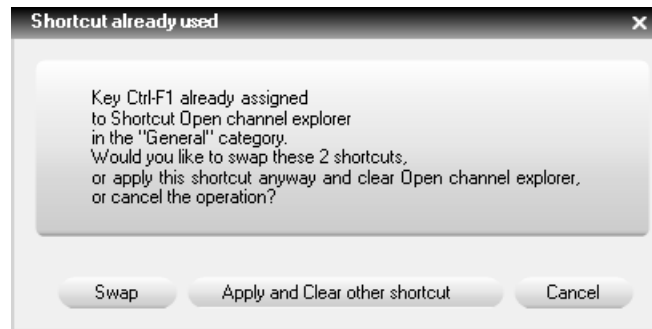 Shortcut already used
Key Ctrl-F1 already assigned
to Shortcut Open channel explorer
in the "General" category.
Would you like to swap these 2 shortcuts,
or apply this shortcut anyway and clear Open channel explorer,
or cancel the operation?
Swap
Apply and Clear other shortcut
Cancel